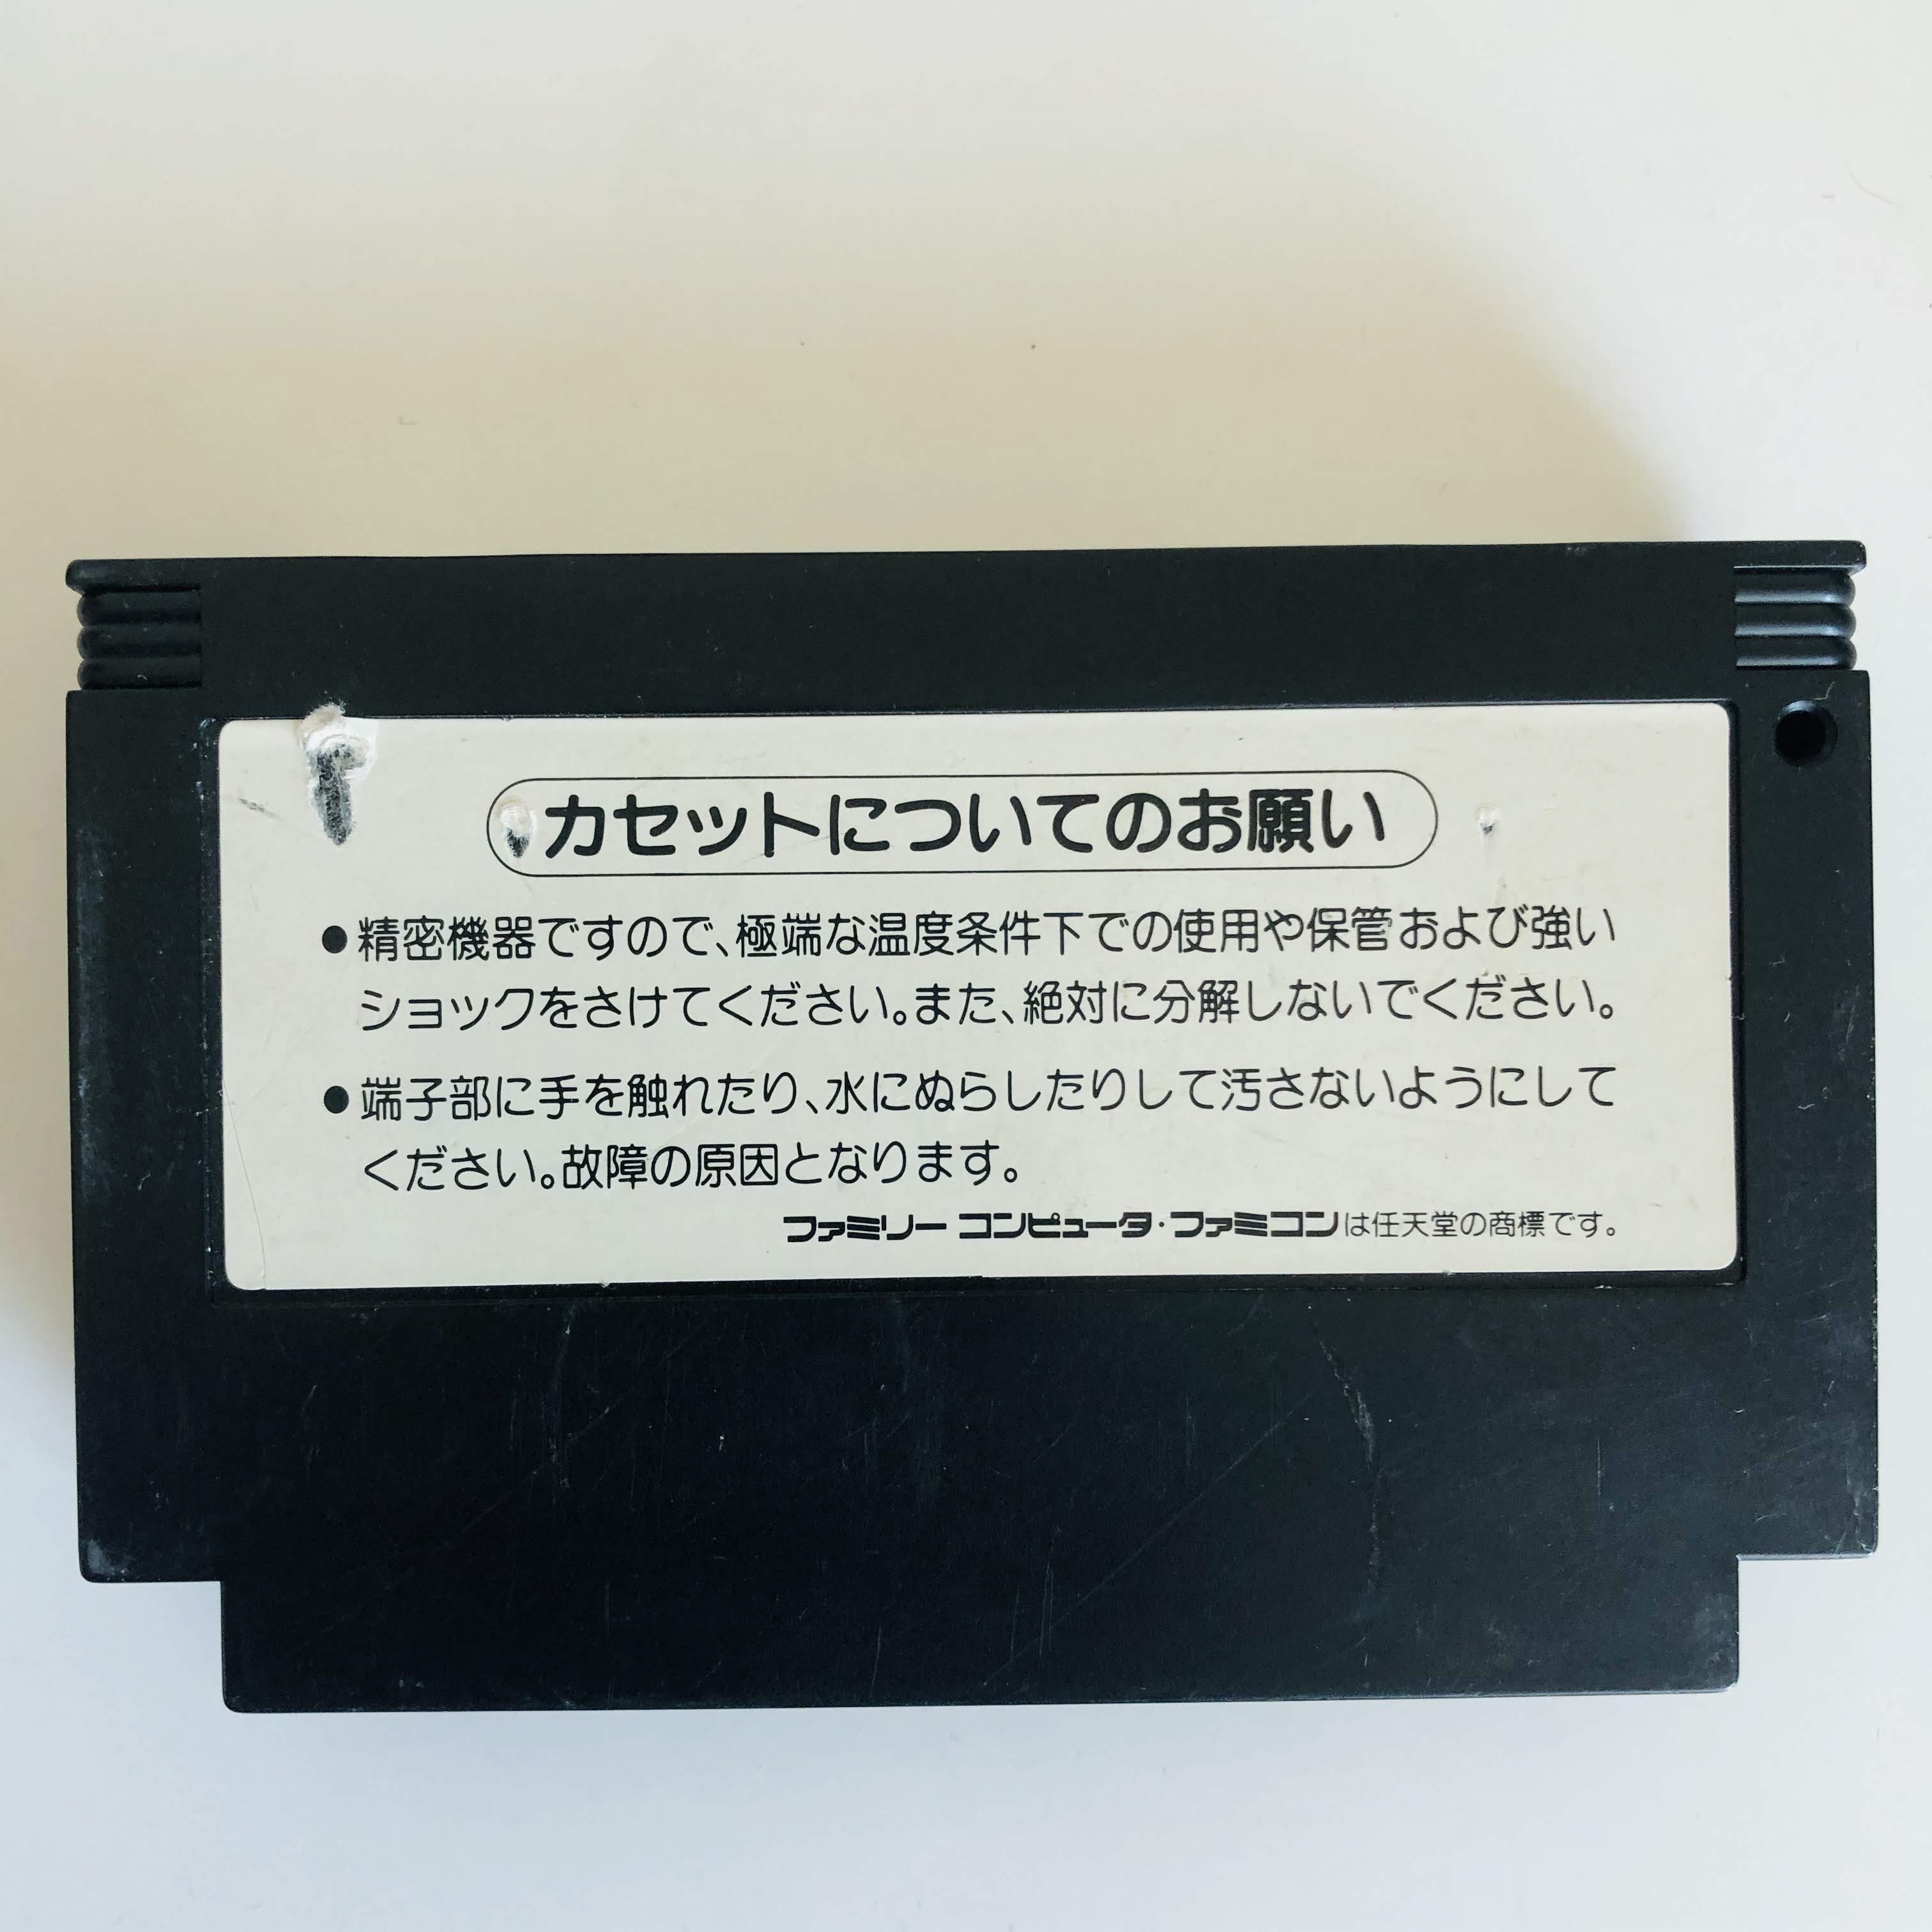 カセットについてのお願い
●精密機器ですので、極端な温度条件下での使用や保管および強い
ショックをさけてください。また、絶対に分解しないでください。
●端子部に手を触れたり、水にぬらしたりして汚さないようにして
ください。故障の原因となります。
ファミリー コンピュータ・ファミコンは任天堂の商標です。